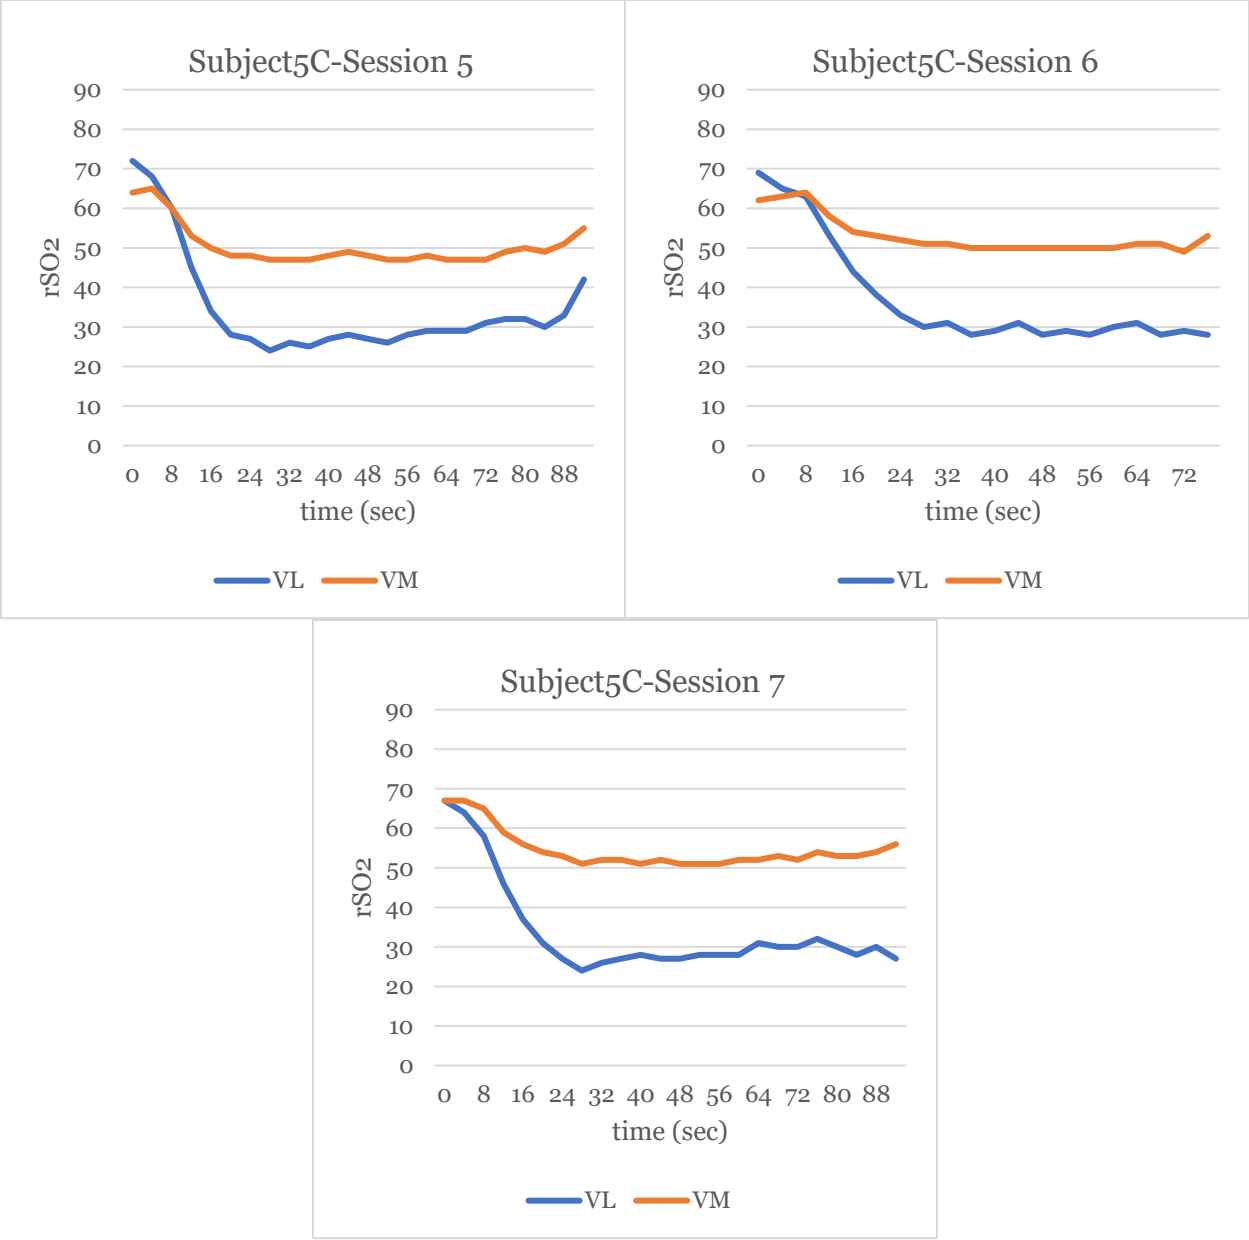 Subject5C-Session 5
90
80
70
60
50
40
30
20
10
0
rSO2
0 8 16 24 32 40 48 56 64 72 80 88
time (sec)
VL VM
Subject5C-Session 6
90
80
70
60
50
40
30
20
10
0
rSO2
0 8 16 24 32 40 48 56 64 72
time (sec)
VL VM
Subject5C-Session 7
90
80
70
60
50
40
30
20
10
0
rSO2
0 8 16 24 32 40 48 56 64 72 80 88
time (sec)
VL VM